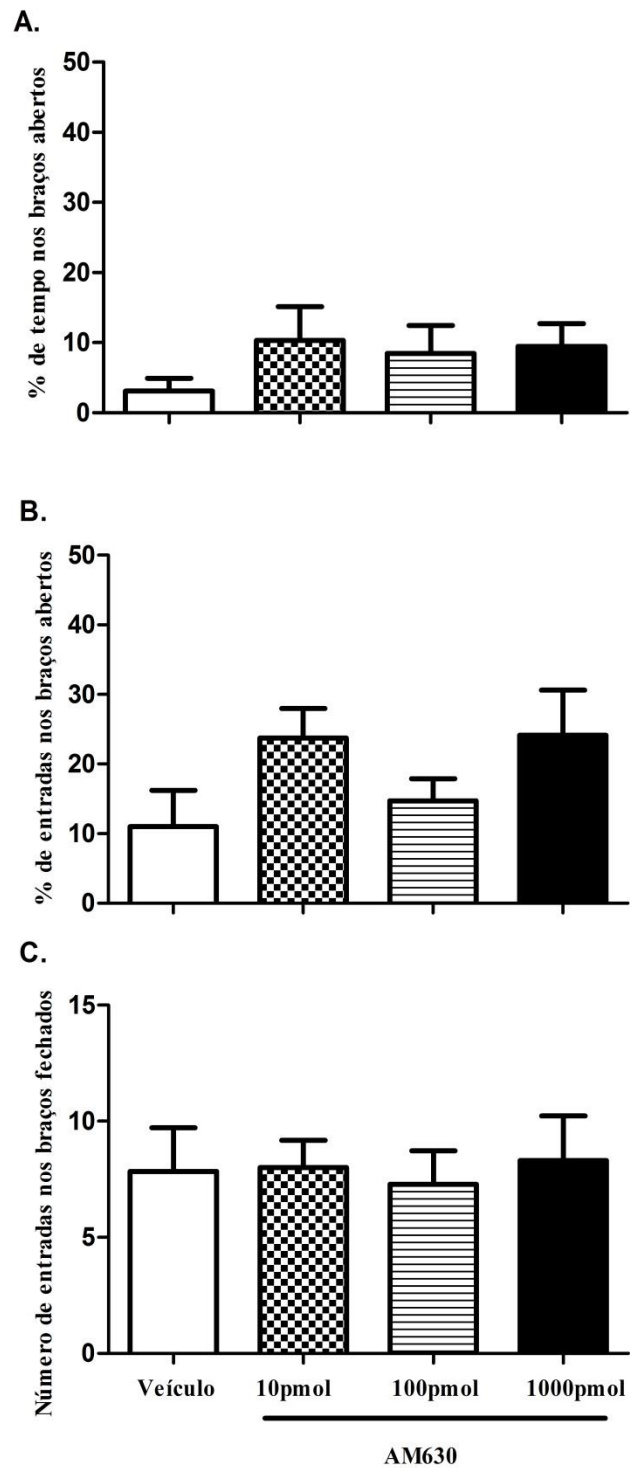 A.
% de tempo nos braços abertos
50
40
30
20
10
0
B.
% de entradas nos braços abertos
50
40
30
20
10
0
C.
Número de entradas nos braços fechados
15
10
5
0
Veículo 10pmol 100pmol 1000pmol
AM630